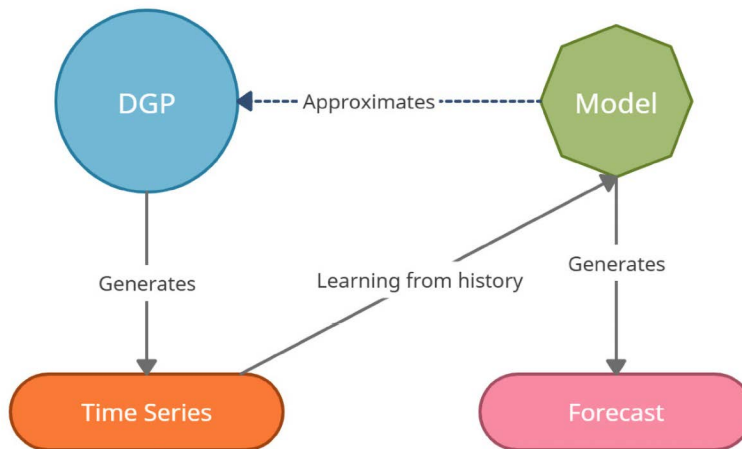 DGP
Approximates
Model
Generates
Learning from history
Generates
Time Series
Forecast